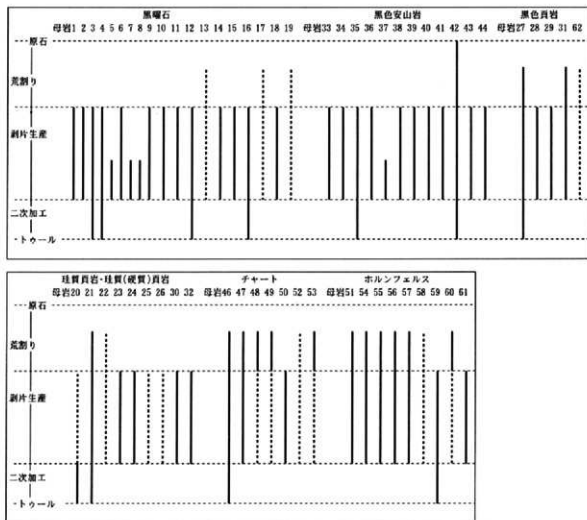 黒曜石 黒色安山岩 黒色頁岩
母岩1 2 3 4 5 6 7 8 9 10 11 12 13 14 15 16 17 18 19 母岩33 34 35 36 37 38 39 40 41 42 43 44 母岩27 28 29 31 62
原石
荒割り
剥片生産
二次加工
トゥール
珪質頁岩・珪質(硬質)頁岩 チャート ホルンフェルス
母岩20 21 22 23 24 25 26 30 32 母岩46 47 48 49 50 52 53 母岩51 54 55 56 57 58 59 60 61
原石
荒割り
剥片生産
二次加工
トゥール